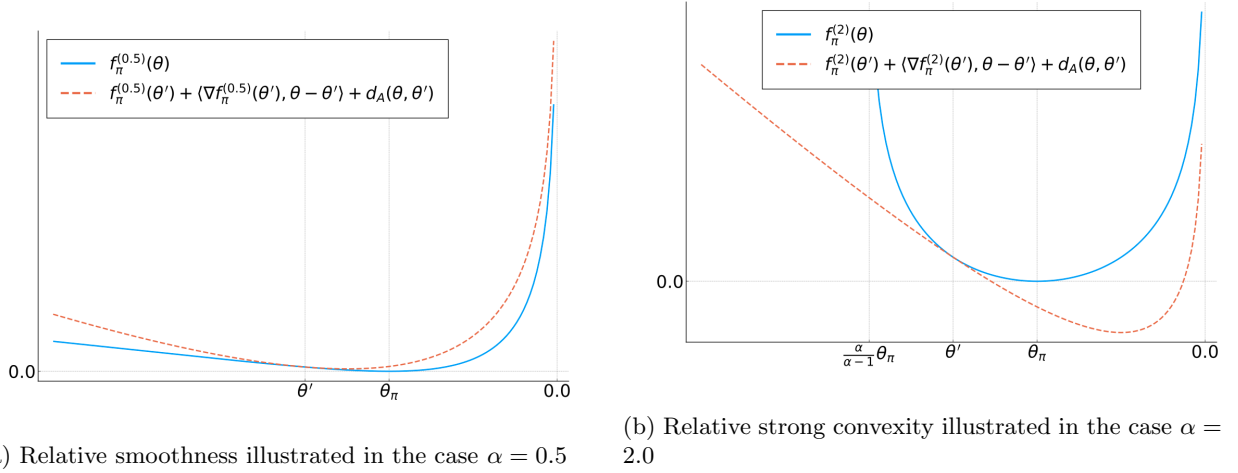 f_π^(0.5)(θ)
f_π^(0.5)(θ′) + ⟨∇f_π^(0.5)(θ′), θ − θ′⟩ + d_A(θ, θ′)
0.0
θ′
θ_π
0.0
) Relative smoothness illustrated in the case α = 0.5
f_π^(2)(θ)
f_π^(2)(θ′) + ⟨∇f_π^(2)(θ′), θ − θ′⟩ + d_A(θ, θ′)
0.0
α/(α−1) θ_π
θ′
θ_π
0.0
(b) Relative strong convexity illustrated in the case α =
2.0